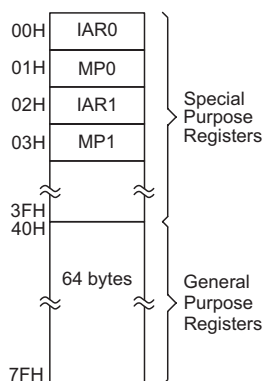 00H IAR0
01H MP0
02H IAR1
03H MP1
Special
Purpose
Registers
3FH
40H
64 bytes
General
Purpose
Registers
7FH